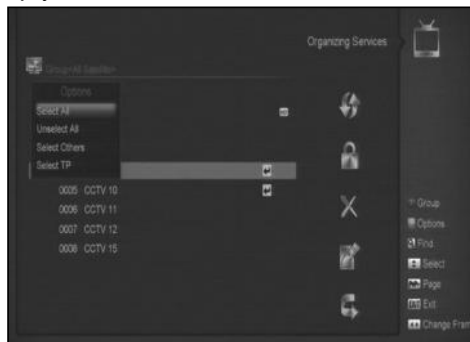 Organizing Services
Group<All Satellite>
Options
Select All
Unselect All
Select Others
Select TP
0005 CCTV 10
0006 CCTV 11
0007 CCTV 12
0008 CCTV 15
Group
Options
Find
Select
Page
Exit
Change Fram